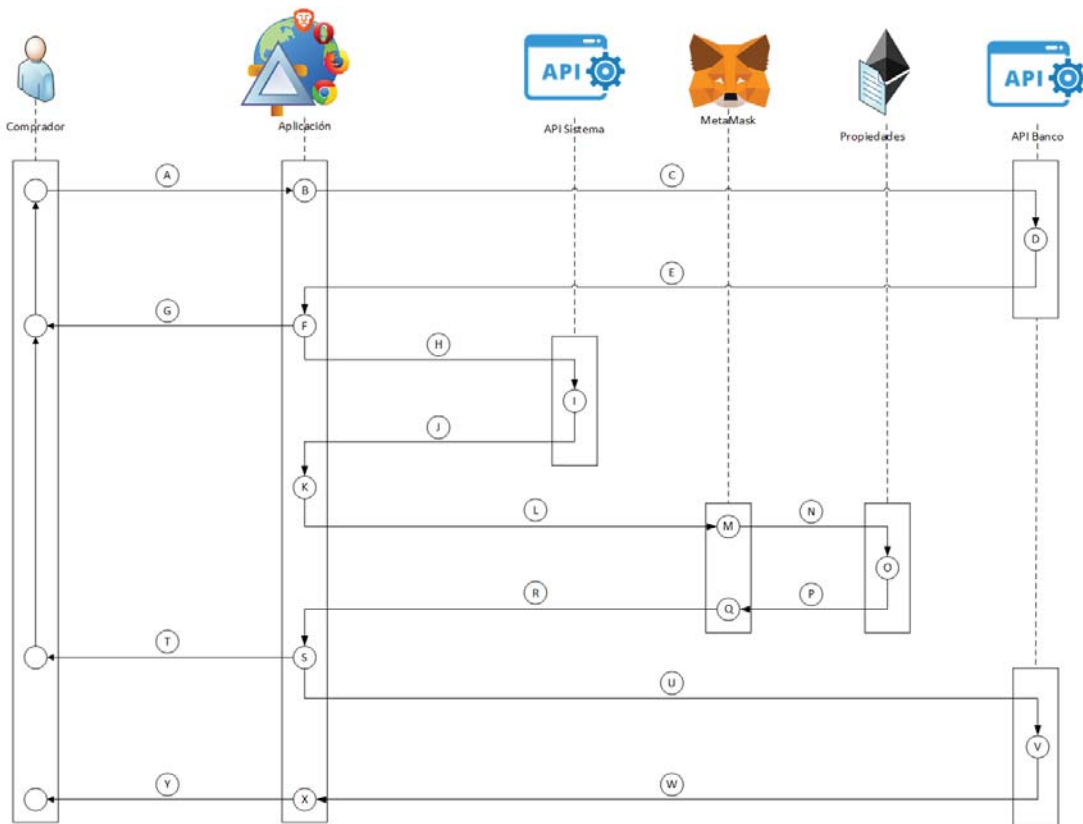 API
API
Comprador
Aplicación
API Sistema
MetaMask
Propiedades
API Banco
A
B
C
D
E
G
F
H
I
J
K
L
M
N
O
R
Q
P
T
S
U
V
Y
X
W